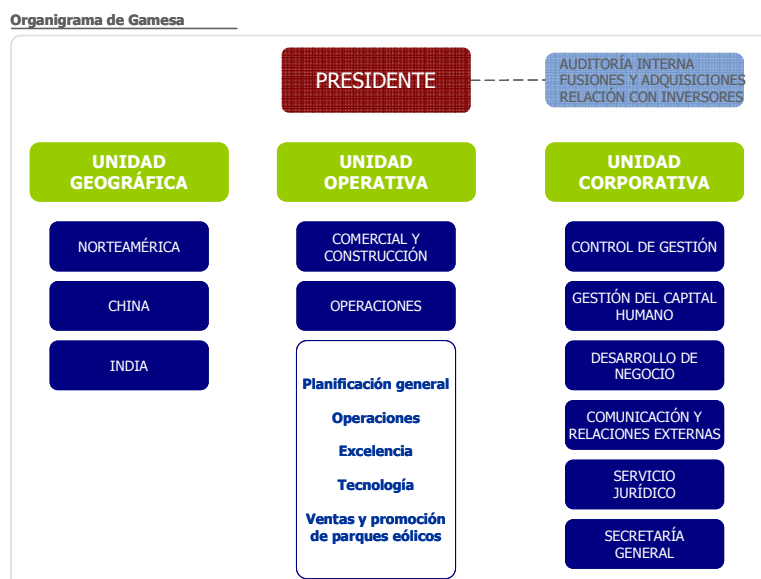 Organigrama de Gamesa
PRESIDENTE
AUDITORÍA INTERNA
FUSIONES Y ADQUISICIONES
RELACIÓN CON INVERSORES
UNIDAD
GEOGRÁFICA
NORTEAMÉRICA
CHINA
INDIA
UNIDAD
OPERATIVA
COMERCIAL Y
CONSTRUCCIÓN
OPERACIONES
Planificación general
Operaciones
Excelencia
Tecnología
Ventas y promoción
de parques eólicos
UNIDAD
CORPORATIVA
CONTROL DE GESTIÓN
GESTIÓN DEL CAPITAL
HUMANO
DESARROLLO DE
NEGOCIO
COMUNICACIÓN Y
RELACIONES EXTERNAS
SERVICIO
JURÍDICO
SECRETARÍA
GENERAL